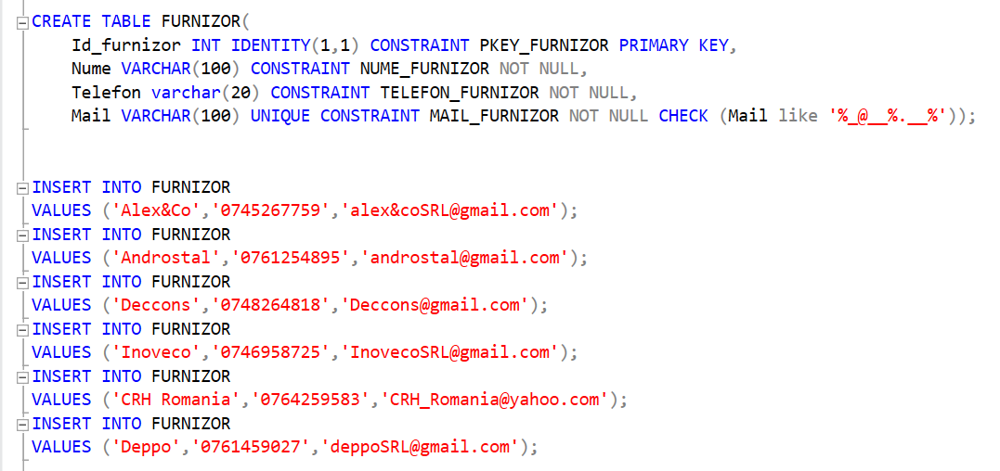 CREATE TABLE FURNIZOR(
Id_furnizor INT IDENTITY(1,1) CONSTRAINT PKEY_FURNIZOR PRIMARY KEY,
Nume VARCHAR(100) CONSTRAINT NUME_FURNIZOR NOT NULL,
Telefon varchar(20) CONSTRAINT TELEFON_FURNIZOR NOT NULL,
Mail VARCHAR(100) UNIQUE CONSTRAINT MAIL_FURNIZOR NOT NULL CHECK (Mail like '%_@__%.__%'));
INSERT INTO FURNIZOR
VALUES ('Alex&Co','0745267759','alex&coSRL@gmail.com');
INSERT INTO FURNIZOR
VALUES ('Androstal','0761254895','androstal@gmail.com');
INSERT INTO FURNIZOR
VALUES ('Deccons','0748264818','Deccons@gmail.com');
INSERT INTO FURNIZOR
VALUES ('Inoveco','0746958725','InovecoSRL@gmail.com');
INSERT INTO FURNIZOR
VALUES ('CRH Romania','0764259583','CRH_Romania@yahoo.com');
INSERT INTO FURNIZOR
VALUES ('Deppo','0761459027','deppoSRL@gmail.com');